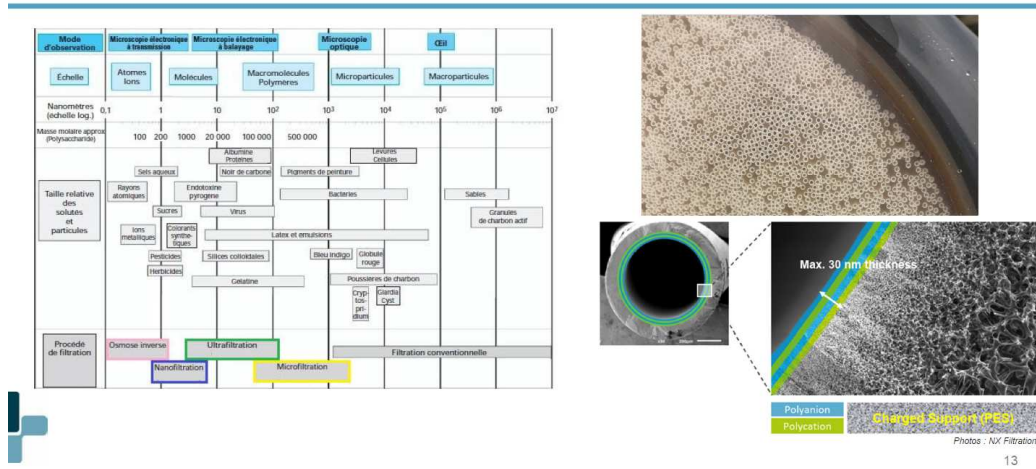 Mode
d'observation
Microscopie électronique
à transmission
Microscopie électronique
à balayage
Microscopie
optique
Œil
Échelle
Atomes
Ions
Molécules
Macromolécules
Polymères
Microparticules
Macroparticules
Nanomètres
(échelle log.)
0,1
1
10
10²
10³
10⁴
10⁵
10⁶
10⁷
Masse molaire approx
(Polysaccharide)
100 200 1000 20 000 100 000 500 000
Taille relative
des
solutés
et
particules
Albumine
Protéines
Levures
Cellules
Sels aqueux
Noir de carbone
Pigments de peinture
Rayons
atomiques
Endotoxine
pyrogène
Bactéries
Sables
Sucres
Virus
Granules
de charbon actif
Ions
métalliques
Colorants
synthe-
tiques
Latex et émulsions
Pesticides
Silices colloïdales
Bleu indigo
Globule
rouge
Herbicides
Gelatine
Poussières de charbon
Cryp
tos-
pri-
dium
Giardia
Cyst
Procédé
de filtration
Osmose inverse
Ultrafiltration
Filtration conventionnelle
Nanofiltration
Microfiltration
Max. 30 nm thickness
Polyanion
Polycation
Charged Support (PES)
Photos : NX Filtration
13